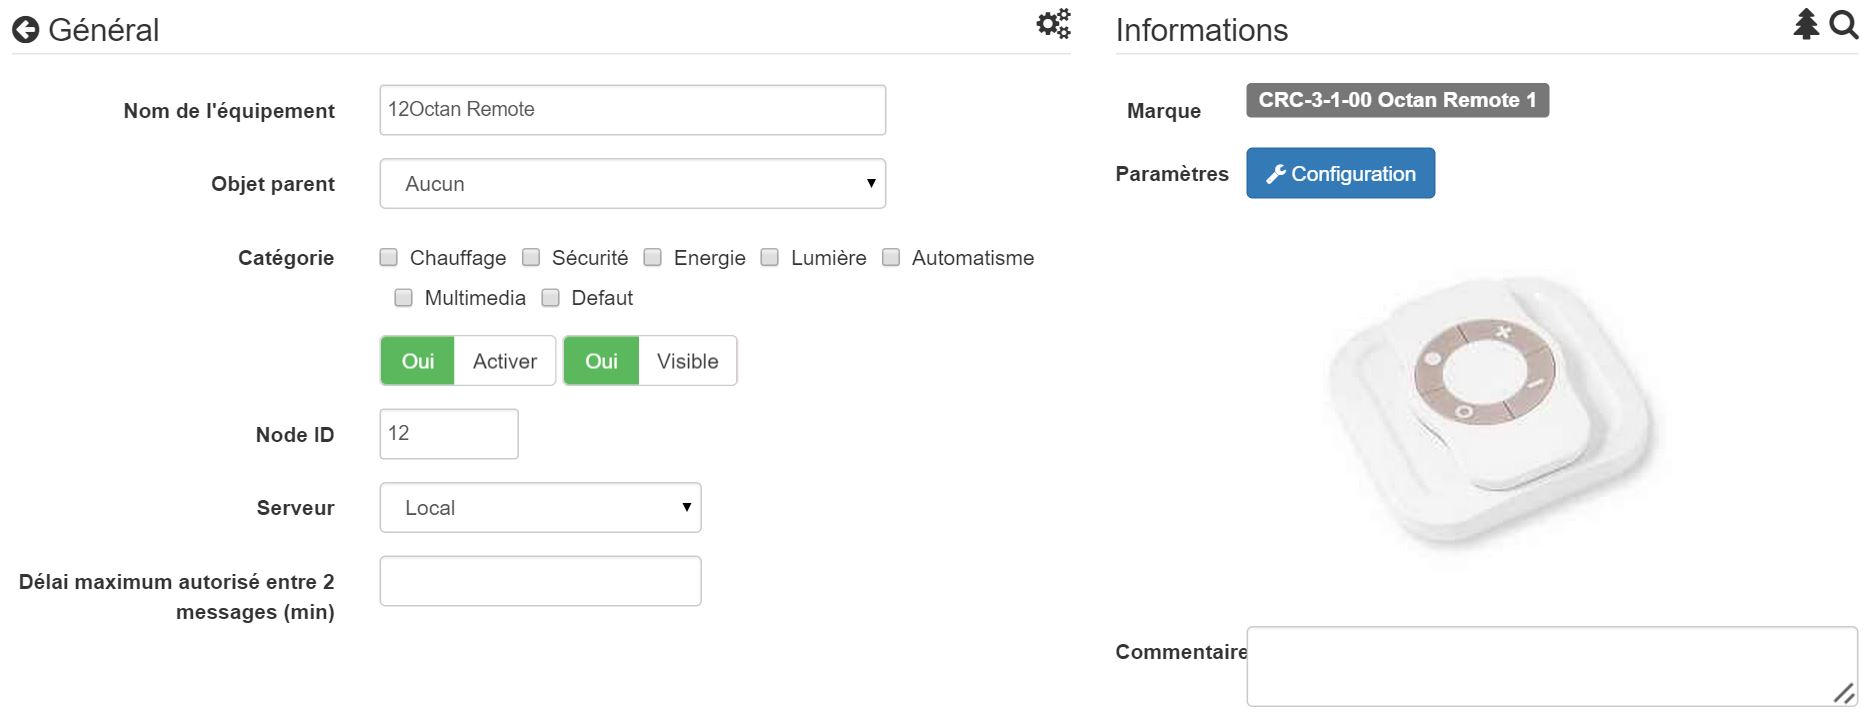 Général
Nom de l'équipement
12Octan Remote
Objet parent
Aucun
Catégorie
Chauffage Sécurité Energie Lumière Automatisme
Multimedia Defaut
Oui Activer Oui Visible
Node ID
12
Serveur
Local
Délai maximum autorisé entre 2
messages (min)
Informations
Marque
CRC-3-1-00 Octan Remote 1
Paramètres
Configuration
Commentaire